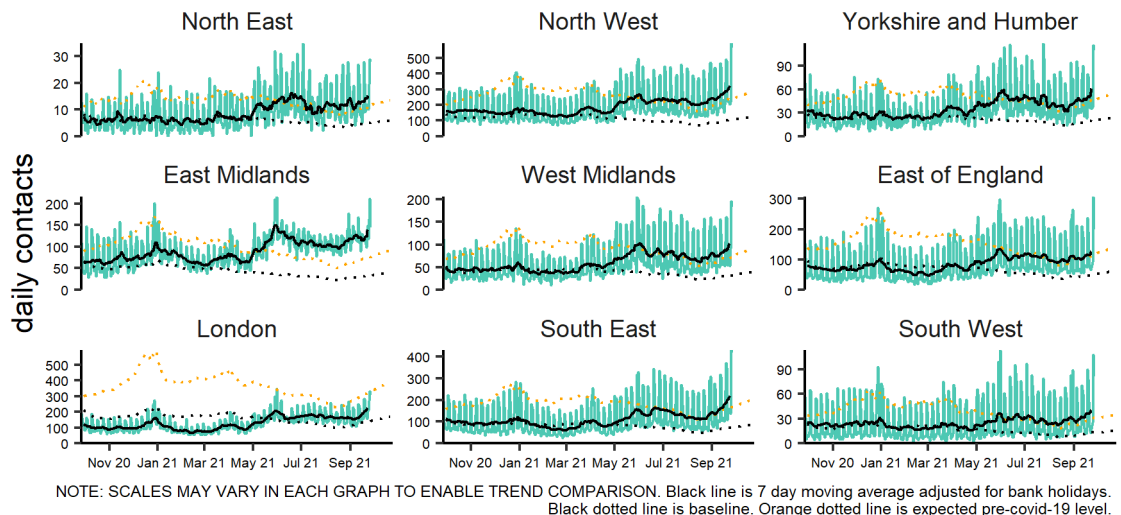 North East
North West
Yorkshire and Humber
30
20
10
0
500
400
300
200
100
0
90
60
30
0
daily contacts
East Midlands
West Midlands
East of England
200
150
100
50
0
200
150
100
50
0
300
200
100
0
London
South East
South West
500
400
300
200
100
0
400
300
200
100
0
90
60
30
0
Nov 20 Jan 21 Mar 21 May 21 Jul 21 Sep 21
Nov 20 Jan 21 Mar 21 May 21 Jul 21 Sep 21
Nov 20 Jan 21 Mar 21 May 21 Jul 21 Sep 21
NOTE: SCALES MAY VARY IN EACH GRAPH TO ENABLE TREND COMPARISON. Black line is 7 day moving average adjusted for bank holidays.
Black dotted line is baseline. Orange dotted line is expected pre-covid-19 level.